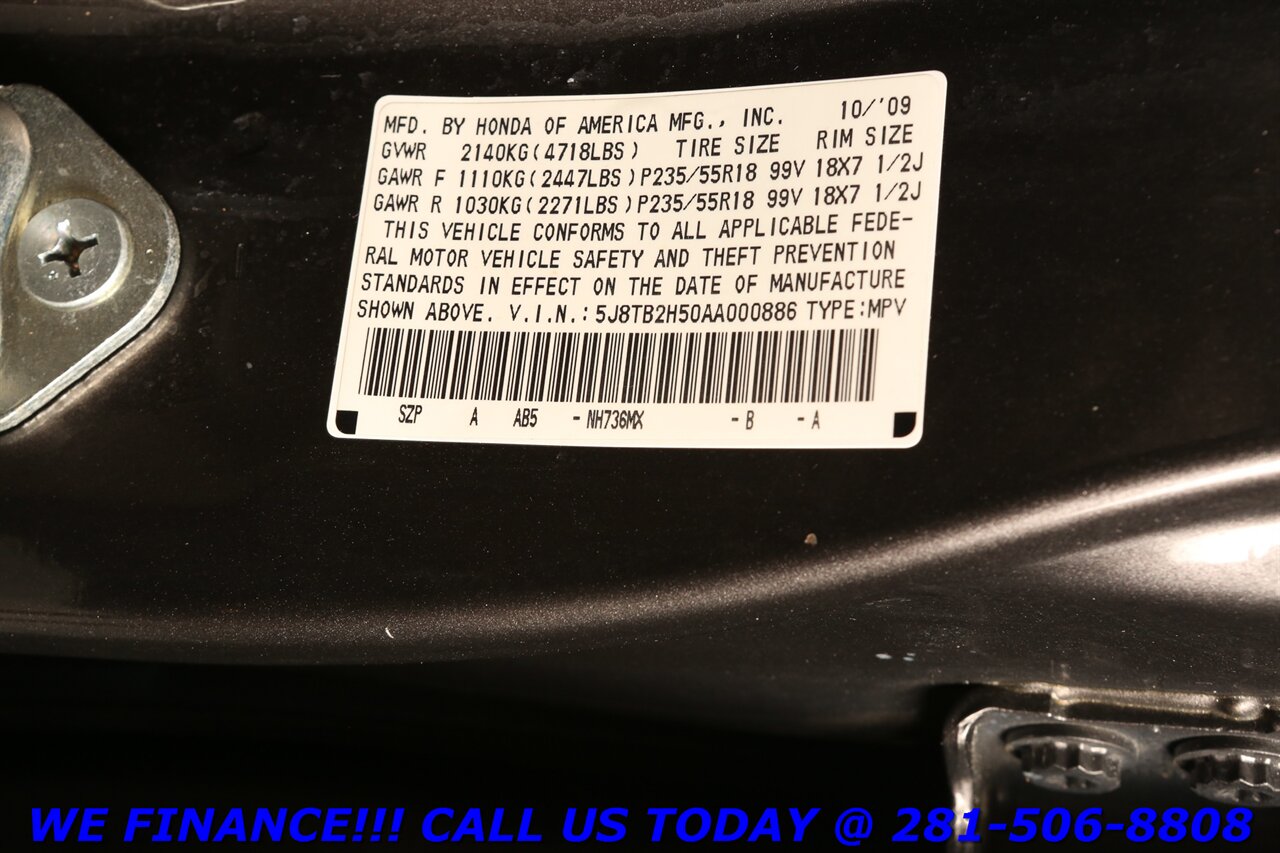 MFD. BY HONDA OF AMERICA MFG., INC. 10/'09
GVWR 2140KG(4718LBS) TIRE SIZE RIM SIZE
GAWR F 1110KG(2447LBS)P235/55R18 99V 18X7 1/2J
GAWR R 1030KG(2271LBS)P235/55R18 99V 18X7 1/2J
THIS VEHICLE CONFORMS TO ALL APPLICABLE FEDE-
RAL MOTOR VEHICLE SAFETY AND THEFT PREVENTION
STANDARDS IN EFFECT ON THE DATE OF MANUFACTURE
SHOWN ABOVE. V.I.N.:5J8TB2H50AA000886 TYPE:MPV
SZP A AB5 -NH736MX -B -A
WE FINANCE!!! CALL US TODAY @ 281-506-8808